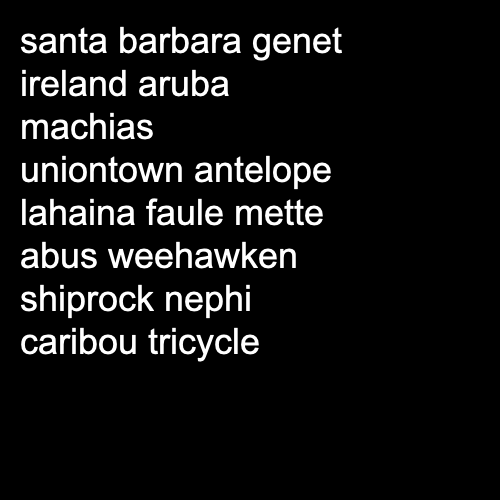 santa barbara genet
ireland aruba
machias
uniontown antelope
lahaina faule mette
abus weehawken
shiprock nephi
caribou tricycle